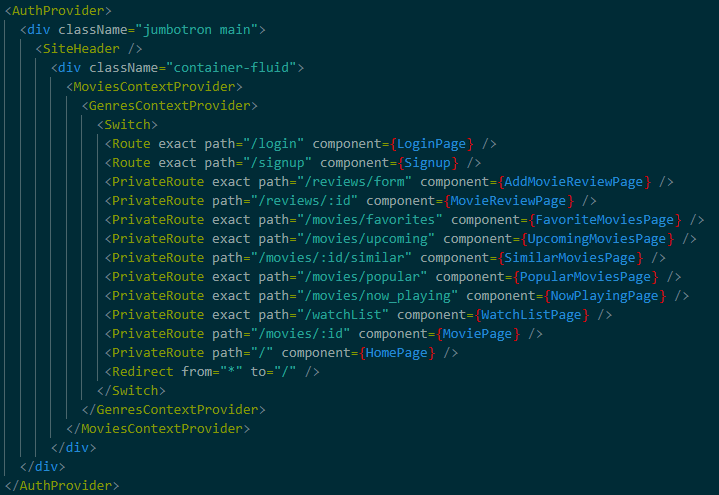 <AuthProvider>
<div className="jumbotron main">
<SiteHeader />
<div className="container-fluid">
<MoviesContextProvider>
<GenresContextProvider>
<Switch>
<Route exact path="/login" component={LoginPage} />
<Route exact path="/signup" component={Signup} />
<PrivateRoute exact path="/reviews/form" component={AddMovieReviewPage} />
<PrivateRoute path="/reviews/:id" component={MovieReviewPage} />
<PrivateRoute exact path="/movies/favorites" component={FavoriteMoviesPage} />
<PrivateRoute exact path="/movies/upcoming" component={UpcomingMoviesPage} />
<PrivateRoute path="/movies/:id/similar" component={SimilarMoviesPage} />
<PrivateRoute exact path="/movies/popular" component={PopularMoviesPage} />
<PrivateRoute exact path="/movies/now_playing" component={NowPlayingPage} />
<PrivateRoute exact path="/watchList" component={WatchListPage} />
<PrivateRoute path="/movies/:id" component={MoviePage} />
<PrivateRoute path="/" component={HomePage} />
<Redirect from="*" to="/" />
</Switch>
</GenresContextProvider>
</MoviesContextProvider>
</div>
</div>
</AuthProvider>